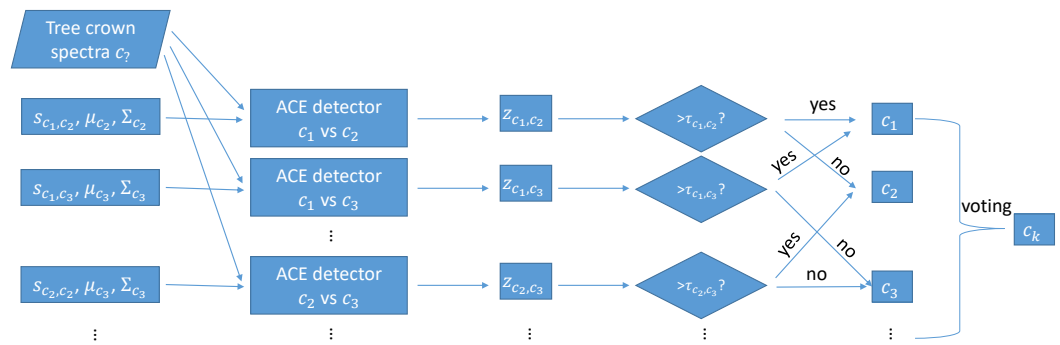 Tree crown
spectra c?
s_{c1,c2}, μ_{c2}, Σ_{c2}
ACE detector
c1 vs c2
z_{c1,c2}
>τ_{c1,c2}?
yes
c1
yes
no
s_{c1,c3}, μ_{c3}, Σ_{c3}
ACE detector
c1 vs c3
z_{c1,c3}
>τ_{c1,c3}?
c2
voting
c_k
⋮
yes
no
s_{c2,c2}, μ_{c3}, Σ_{c3}
ACE detector
c2 vs c3
z_{c2,c3}
>τ_{c2,c3}?
no
c3
⋮ ⋮ ⋮ ⋮ ⋮